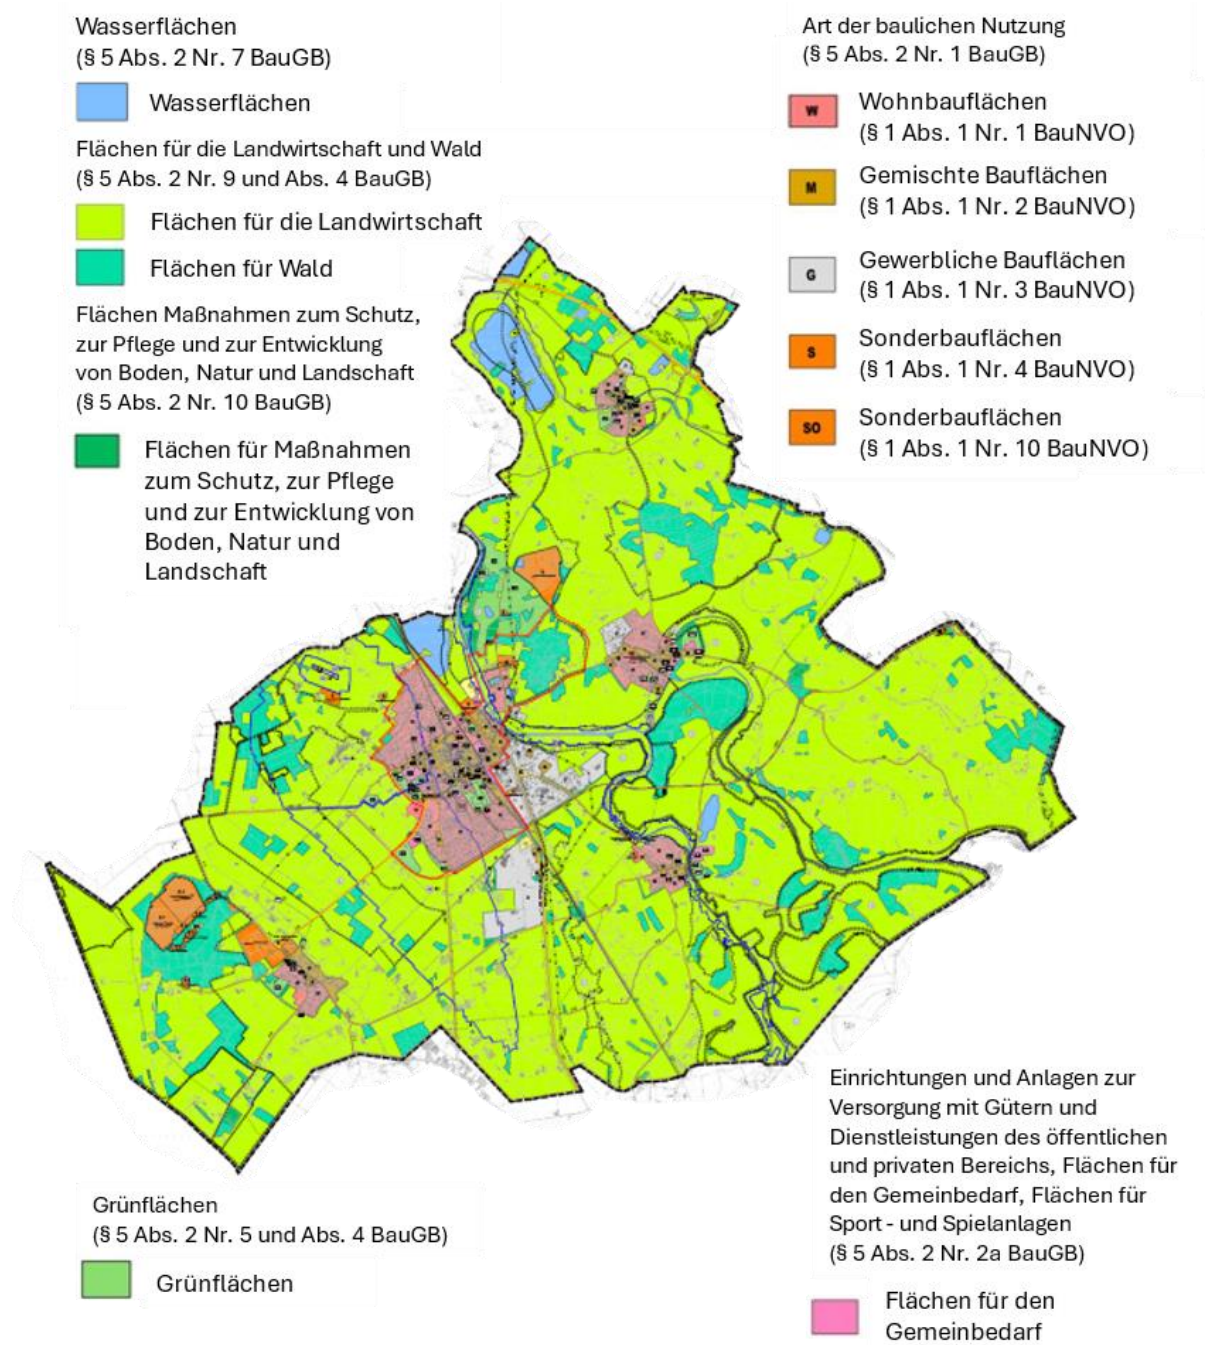 Wasserflächen
(§ 5 Abs. 2 Nr. 7 BauGB)
Wasserflächen
Flächen für die Landwirtschaft und Wald
(§ 5 Abs. 2 Nr. 9 und Abs. 4 BauGB)
Flächen für die Landwirtschaft
Flächen für Wald
Flächen Maßnahmen zum Schutz,
zur Pflege und zur Entwicklung
von Boden, Natur und Landschaft
(§ 5 Abs. 2 Nr. 10 BauGB)
Flächen für Maßnahmen
zum Schutz, zur Pflege
und zur Entwicklung von
Boden, Natur und
Landschaft
Art der baulichen Nutzung
(§ 5 Abs. 2 Nr. 1 BauGB)
W
Wohnbauflächen
(§ 1 Abs. 1 Nr. 1 BauNVO)
M
Gemischte Bauflächen
(§ 1 Abs. 1 Nr. 2 BauNVO)
G
Gewerbliche Bauflächen
(§ 1 Abs. 1 Nr. 3 BauNVO)
S
Sonderbauflächen
(§ 1 Abs. 1 Nr. 4 BauNVO)
SO
Sonderbauflächen
(§ 1 Abs. 1 Nr. 10 BauNVO)
Grünflächen
(§ 5 Abs. 2 Nr. 5 und Abs. 4 BauGB)
Grünflächen
Einrichtungen und Anlagen zur
Versorgung mit Gütern und
Dienstleistungen des öffentlichen
und privaten Bereichs, Flächen für
den Gemeinbedarf, Flächen für
Sport - und Spielanlagen
(§ 5 Abs. 2 Nr. 2a BauGB)
Flächen für den
Gemeinbedarf